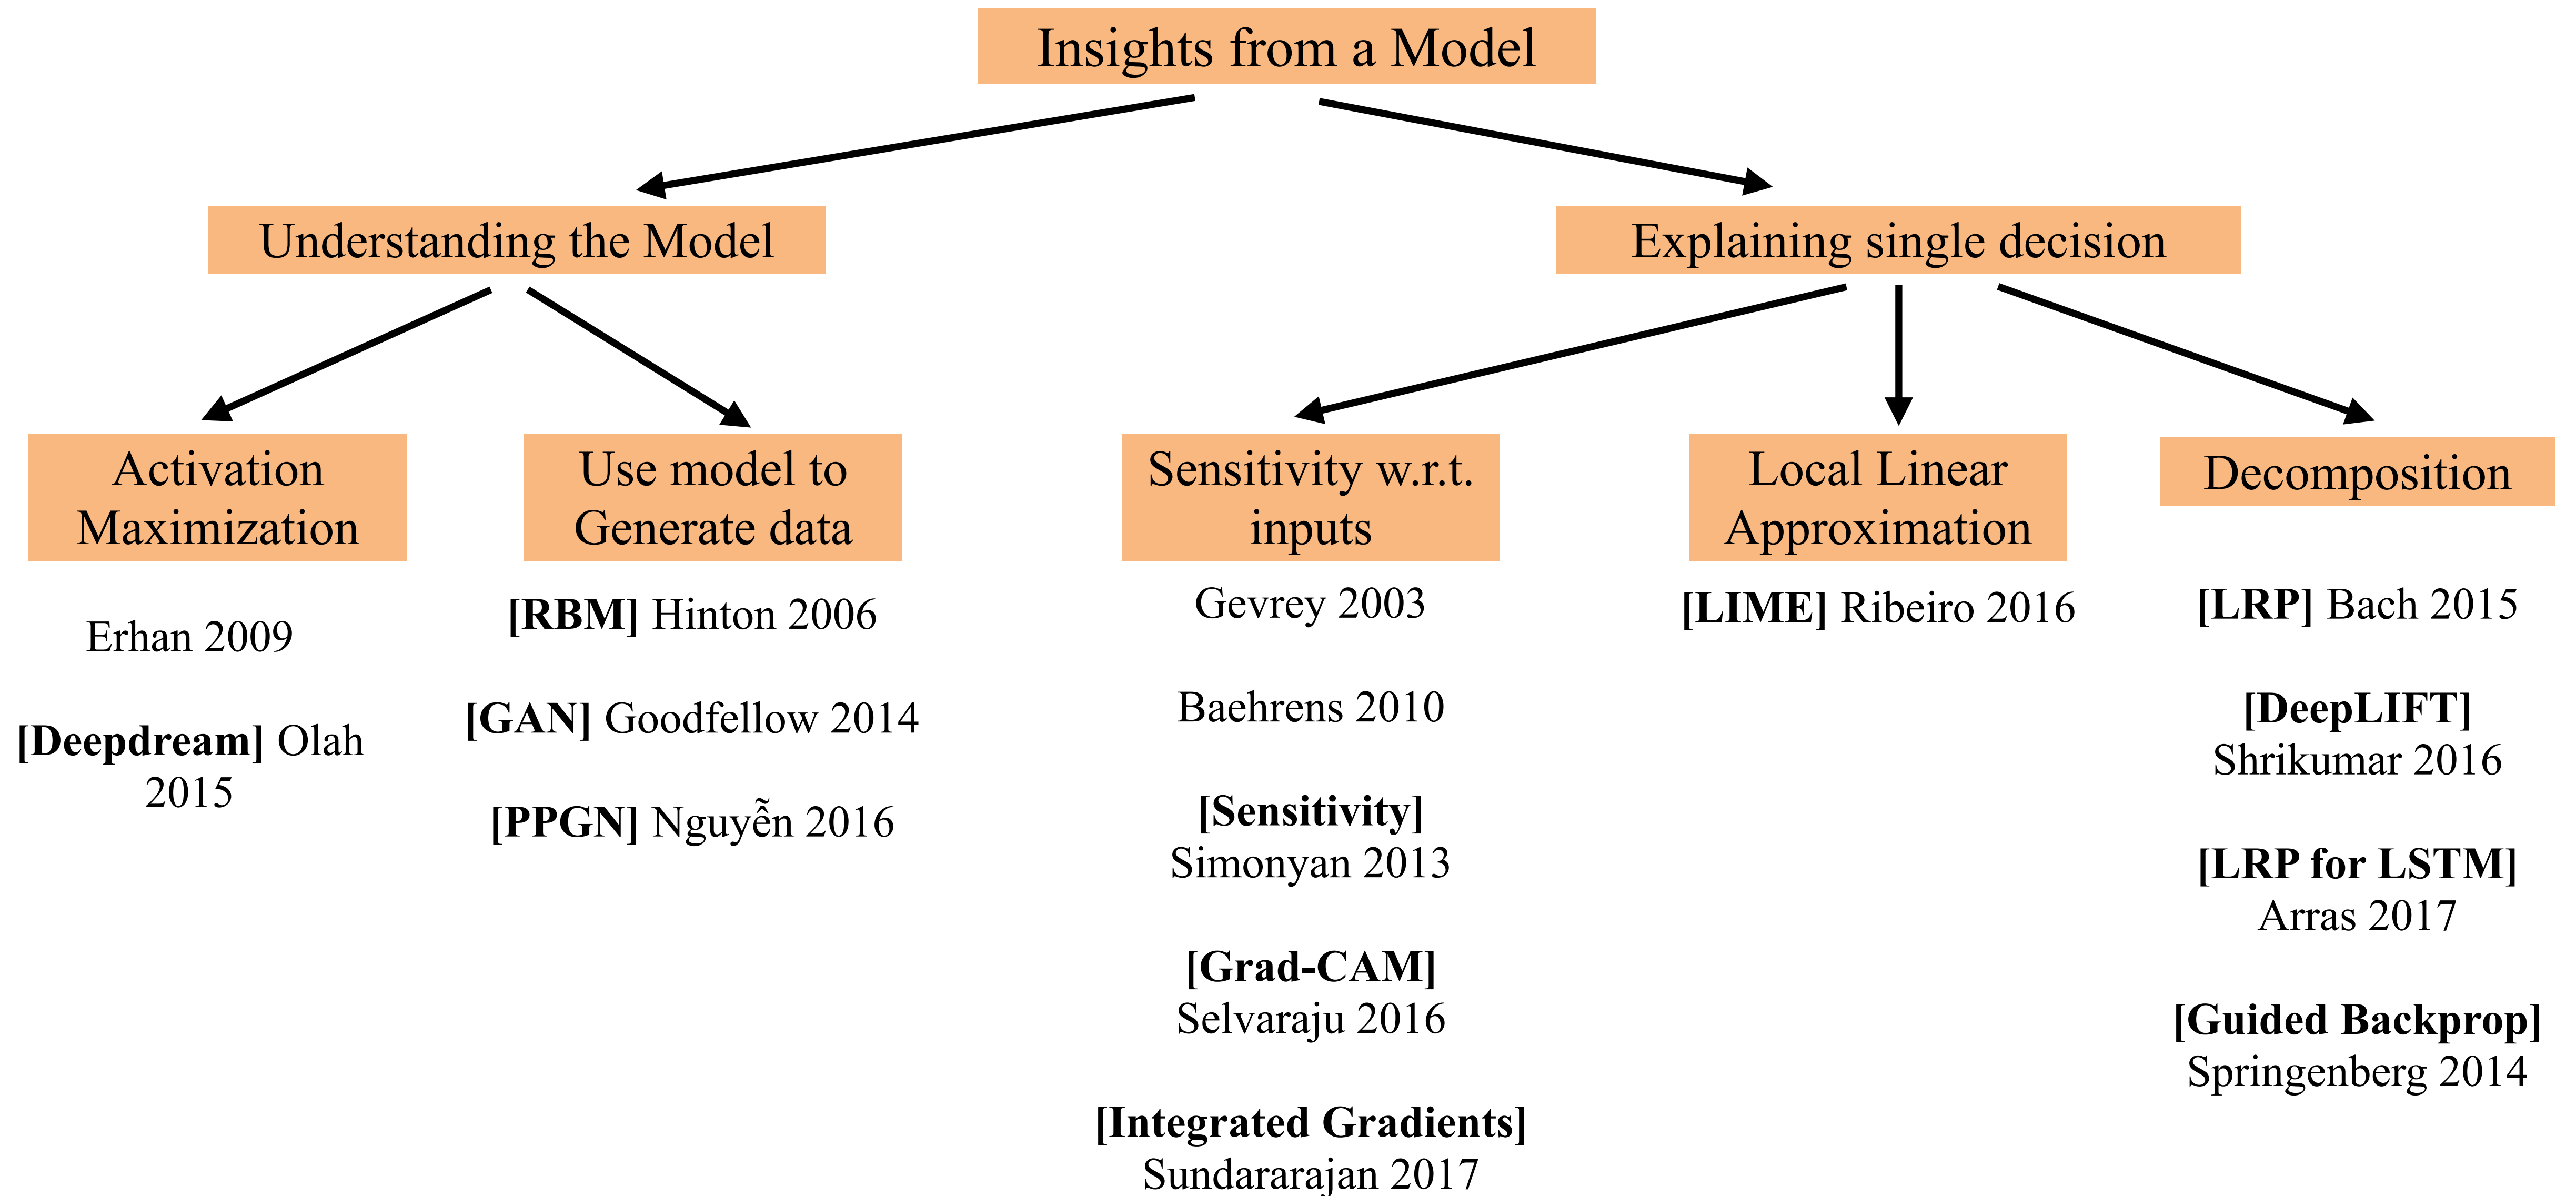 Insights from a Model
Understanding the Model
Explaining single decision
Activation
Maximization
Use model to
Generate data
Sensitivity w.r.t.
inputs
Local Linear
Approximation
Decomposition
Erhan 2009
[Deepdream] Olah
2015
[RBM] Hinton 2006
[GAN] Goodfellow 2014
[PPGN] Nguyễn 2016
Gevrey 2003
Baehrens 2010
[Sensitivity]
Simonyan 2013
[Grad-CAM]
Selvaraju 2016
[Integrated Gradients]
Sundararajan 2017
[LIME] Ribeiro 2016
[LRP] Bach 2015
[DeepLIFT]
Shrikumar 2016
[LRP for LSTM]
Arras 2017
[Guided Backprop]
Springenberg 2014